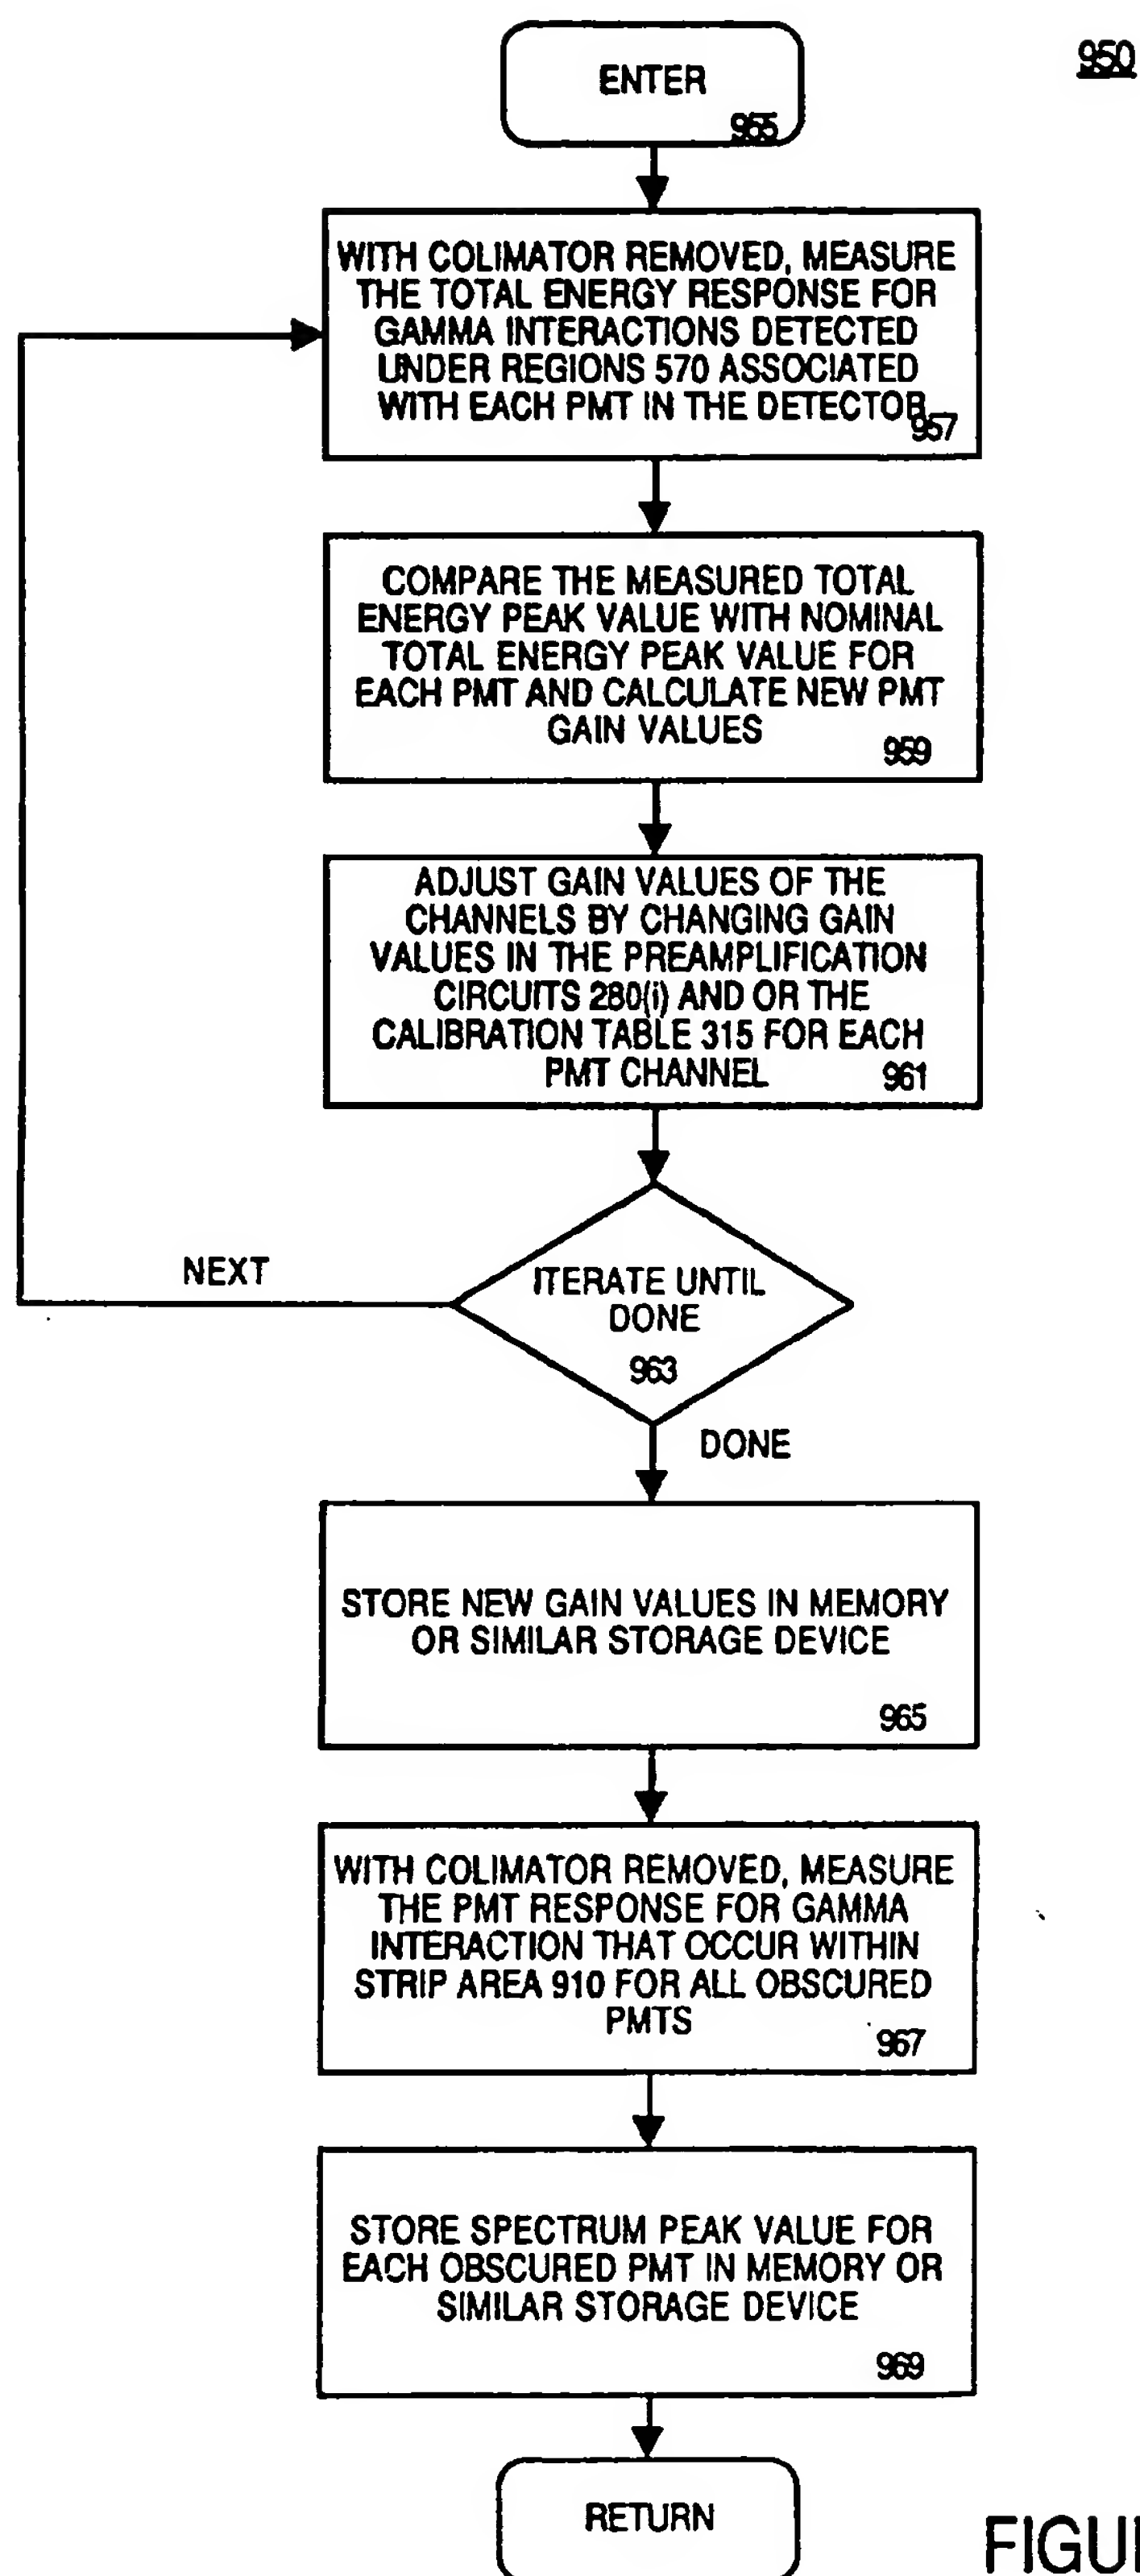 950
ENTER
955
WITH COLIMATOR REMOVED, MEASURE
THE TOTAL ENERGY RESPONSE FOR
GAMMA INTERACTIONS DETECTED
UNDER REGIONS 570 ASSOCIATED
WITH EACH PMT IN THE DETECTOR
957
COMPARE THE MEASURED TOTAL
ENERGY PEAK VALUE WITH NOMINAL
TOTAL ENERGY PEAK VALUE FOR
EACH PMT AND CALCULATE NEW PMT
GAIN VALUES
959
ADJUST GAIN VALUES OF THE
CHANNELS BY CHANGING GAIN
VALUES IN THE PREAMPLIFICATION
CIRCUITS 280(i) AND OR THE
CALIBRATION TABLE 315 FOR EACH
PMT CHANNEL
961
NEXT
ITERATE UNTIL
DONE
963
DONE
STORE NEW GAIN VALUES IN MEMORY
OR SIMILAR STORAGE DEVICE
965
WITH COLIMATOR REMOVED, MEASURE
THE PMT RESPONSE FOR GAMMA
INTERACTION THAT OCCUR WITHIN
STRIP AREA 910 FOR ALL OBSCURED
PMTS
967
STORE SPECTRUM PEAK VALUE FOR
EACH OBSCURED PMT IN MEMORY OR
SIMILAR STORAGE DEVICE
969
RETURN